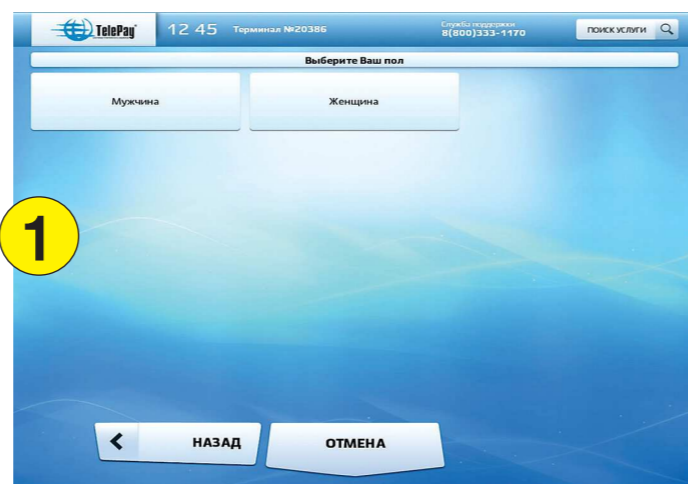 TelePay
12 45 Терминал №20386
Служба поддержки
8(800)333-1170
ПОИСК УСЛУГИ
Выберите Ваш пол
Мужчина
Женщина
1
НАЗАД
ОТМЕНА